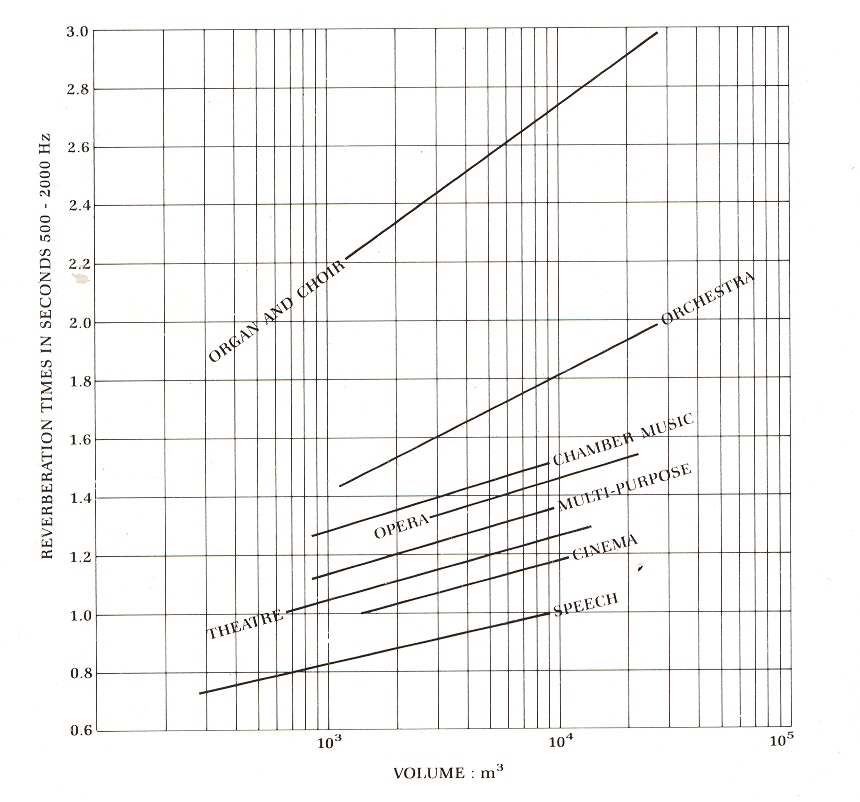 3.0
2.8
2.6
2.4
2.2
2.0
1.8
1.6
1.4
1.2
1.0
0.8
0.6
REVERBERATION TIMES IN SECONDS 500 - 2000 Hz
ORGAN AND CHOIR
ORCHESTRA
CHAMBER MUSIC
OPERA
MULTI-PURPOSE
THEATRE
CINEMA
SPEECH
10³ 10⁴ 10⁵
VOLUME : m³